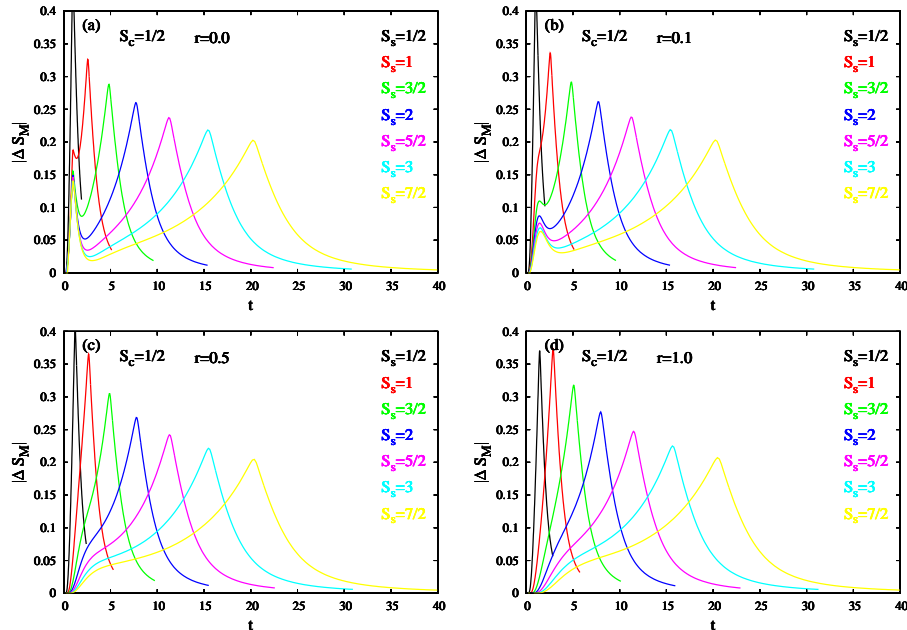 (a) S_c=1/2 r=0.0
S_s=1/2
S_s=1
S_s=3/2
S_s=2
S_s=5/2
S_s=3
S_s=7/2
|Δ S_M|
0.4
0.35
0.3
0.25
0.2
0.15
0.1
0.05
0
0 5 10 15 20 25 30 35 40
t
(b) S_c=1/2 r=0.1
S_s=1/2
S_s=1
S_s=3/2
S_s=2
S_s=5/2
S_s=3
S_s=7/2
|Δ S_M|
0.4
0.35
0.3
0.25
0.2
0.15
0.1
0.05
0
0 5 10 15 20 25 30 35 40
t
(c) S_c=1/2 r=0.5
S_s=1/2
S_s=1
S_s=3/2
S_s=2
S_s=5/2
S_s=3
S_s=7/2
|Δ S_M|
0.4
0.35
0.3
0.25
0.2
0.15
0.1
0.05
0
0 5 10 15 20 25 30 35 40
t
(d) S_c=1/2 r=1.0
S_s=1/2
S_s=1
S_s=3/2
S_s=2
S_s=5/2
S_s=3
S_s=7/2
|Δ S_M|
0.4
0.35
0.3
0.25
0.2
0.15
0.1
0.05
0
0 5 10 15 20 25 30 35 40
t